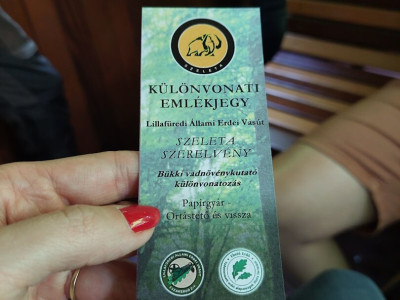 SZELETA
KÜLÖNVONATI
EMLÉKJEGY
Lillafüredi Állami Erdei Vasút
SZELETA
SZERELVÉNY
Bükki vadnövénykutató
különvonatozás
Papírgyár -
Ortástető és vissza